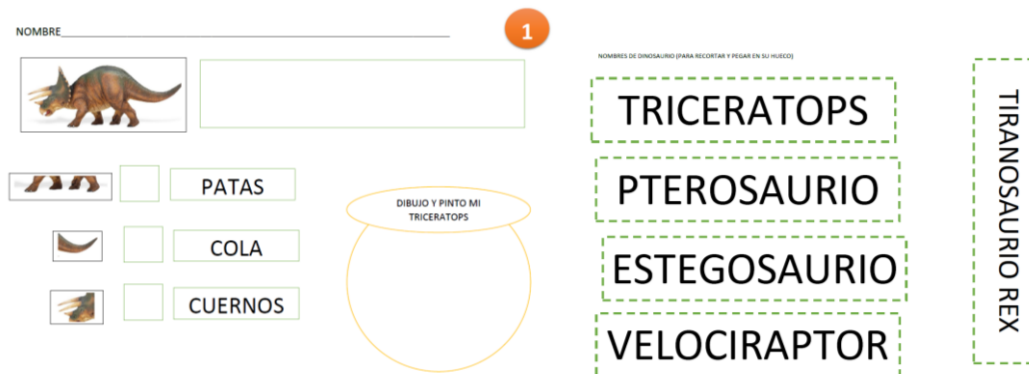 NOMBRE
1
PATAS
COLA
CUERNOS
DIBUJO Y PINTO MI
TRICERATOPS
NOMBRES DE DINOSAURIO (PARA RECORTAR Y PEGAR EN SU HUECO)
TRICERATOPS
PTEROSAURIO
ESTEGOSAURIO
VELOCIRAPTOR
TIRANOSAURIO REX